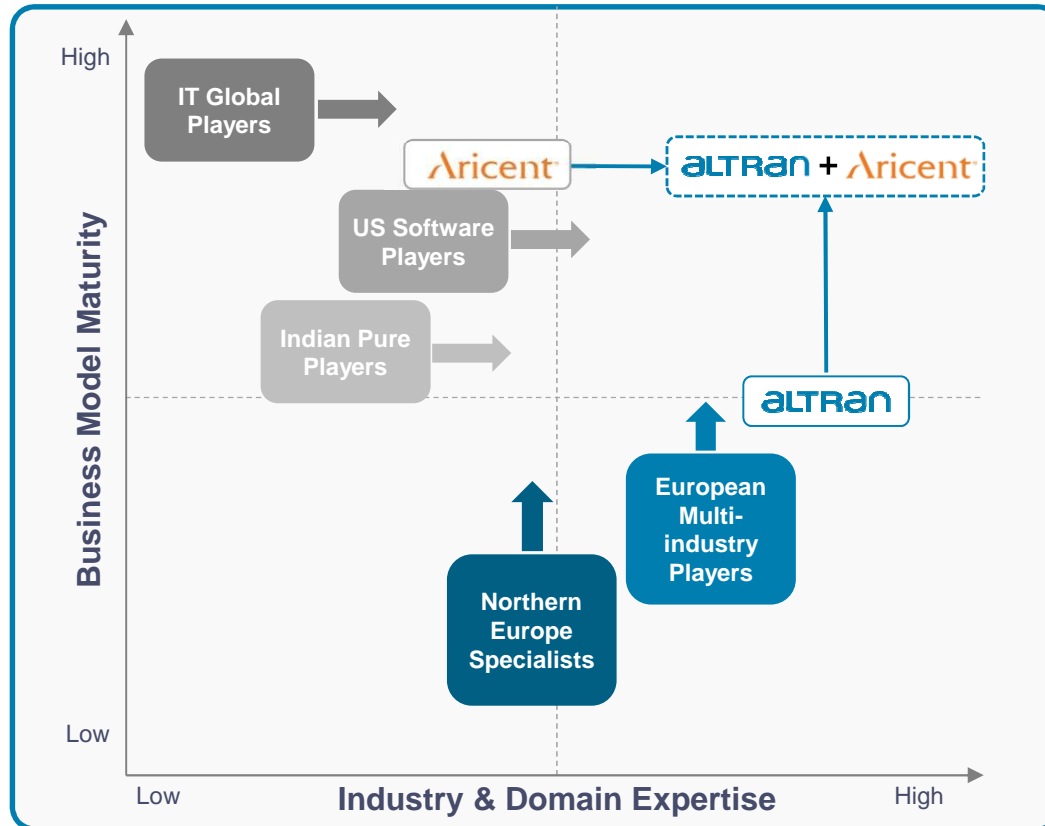 High
IT Global
Players
Aricent
ALTRAN + Aricent
US Software
Players
Indian Pure
Players
ALTRAN
European
Multi-
industry
Players
Northern
Europe
Specialists
Business Model Maturity
Low
Low
Industry & Domain Expertise
High